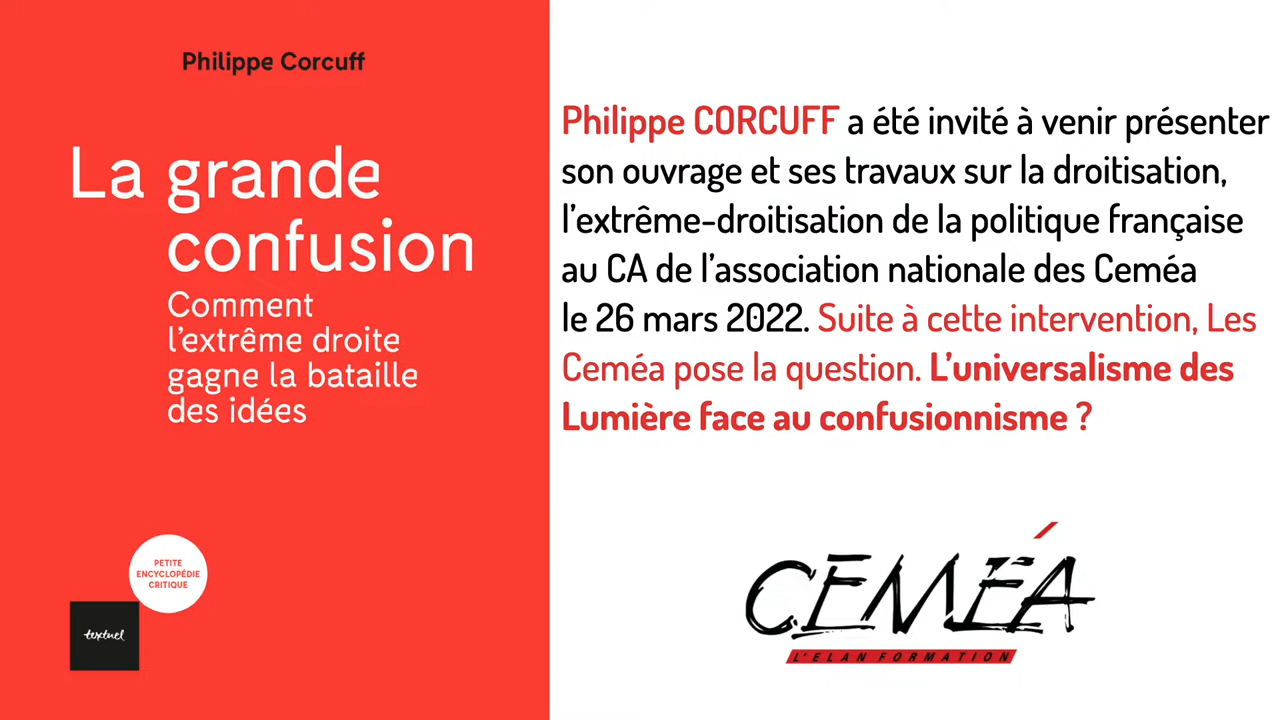 Philippe Corcuff
La grande
confusion
Comment
l'extrême droite
gagne la bataille
des idées
PETITE
ENCYCLOPÉDIE
CRITIQUE
textuel
Philippe CORCUFF a été invité à venir présenter
son ouvrage et ses travaux sur la droitisation,
l'extrême-droitisation de la politique française
au CA de l'association nationale des Ceméa
le 26 mars 2022. Suite à cette intervention, Les
Ceméa pose la question. L'universalisme des
Lumière face au confusionnisme ?
CEMÉA
L'ELAN FORMATION